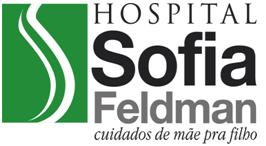 HOSPITAL
Sofia
Feldman
cuidados de mãe pra filho